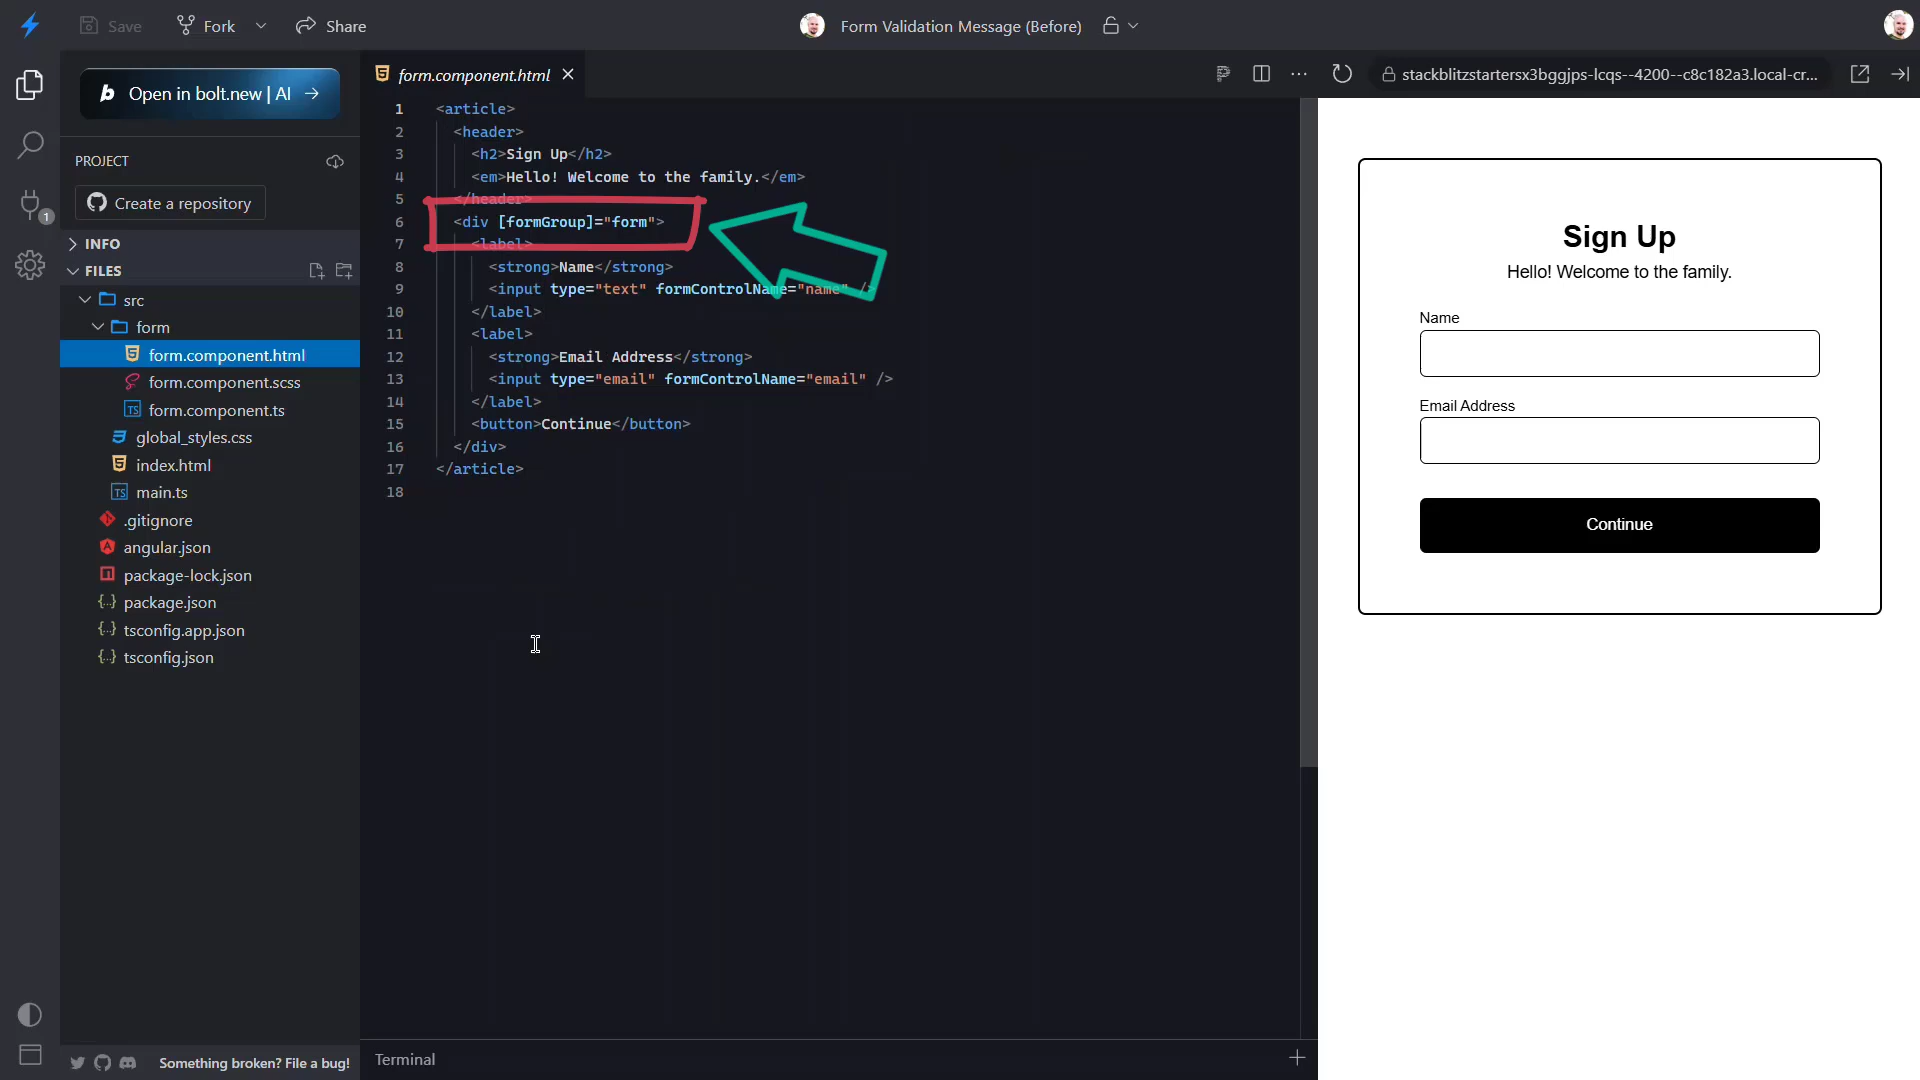 Save
Fork
Share
Form Validation Message (Before)
b Open in bolt.new | AI →
form.component.html
stackblitzstartersx3bggjps-lcqs--4200--c8c182a3.local-cr...
PROJECT
Create a repository
1
INFO
FILES
src
form
form.component.html
form.component.scss
TS form.component.ts
global_styles.css
index.html
TS main.ts
.gitignore
angular.json
package-lock.json
{..} package.json
{..} tsconfig.app.json
{..} tsconfig.json
Something broken? File a bug!
1 <article>
2 <header>
3 <h2>Sign Up</h2>
4 <em>Hello! Welcome to the family.</em>
5 </header>
6 <div [formGroup]="form">
7 <label>
8 <strong>Name</strong>
9 <input type="text" formControlName="name" />
10 </label>
11 <label>
12 <strong>Email Address</strong>
13 <input type="email" formControlName="email" />
14 </label>
15 <button>Continue</button>
16 </div>
17 </article>
18
Terminal
Sign Up
Hello! Welcome to the family.
Name
Email Address
Continue